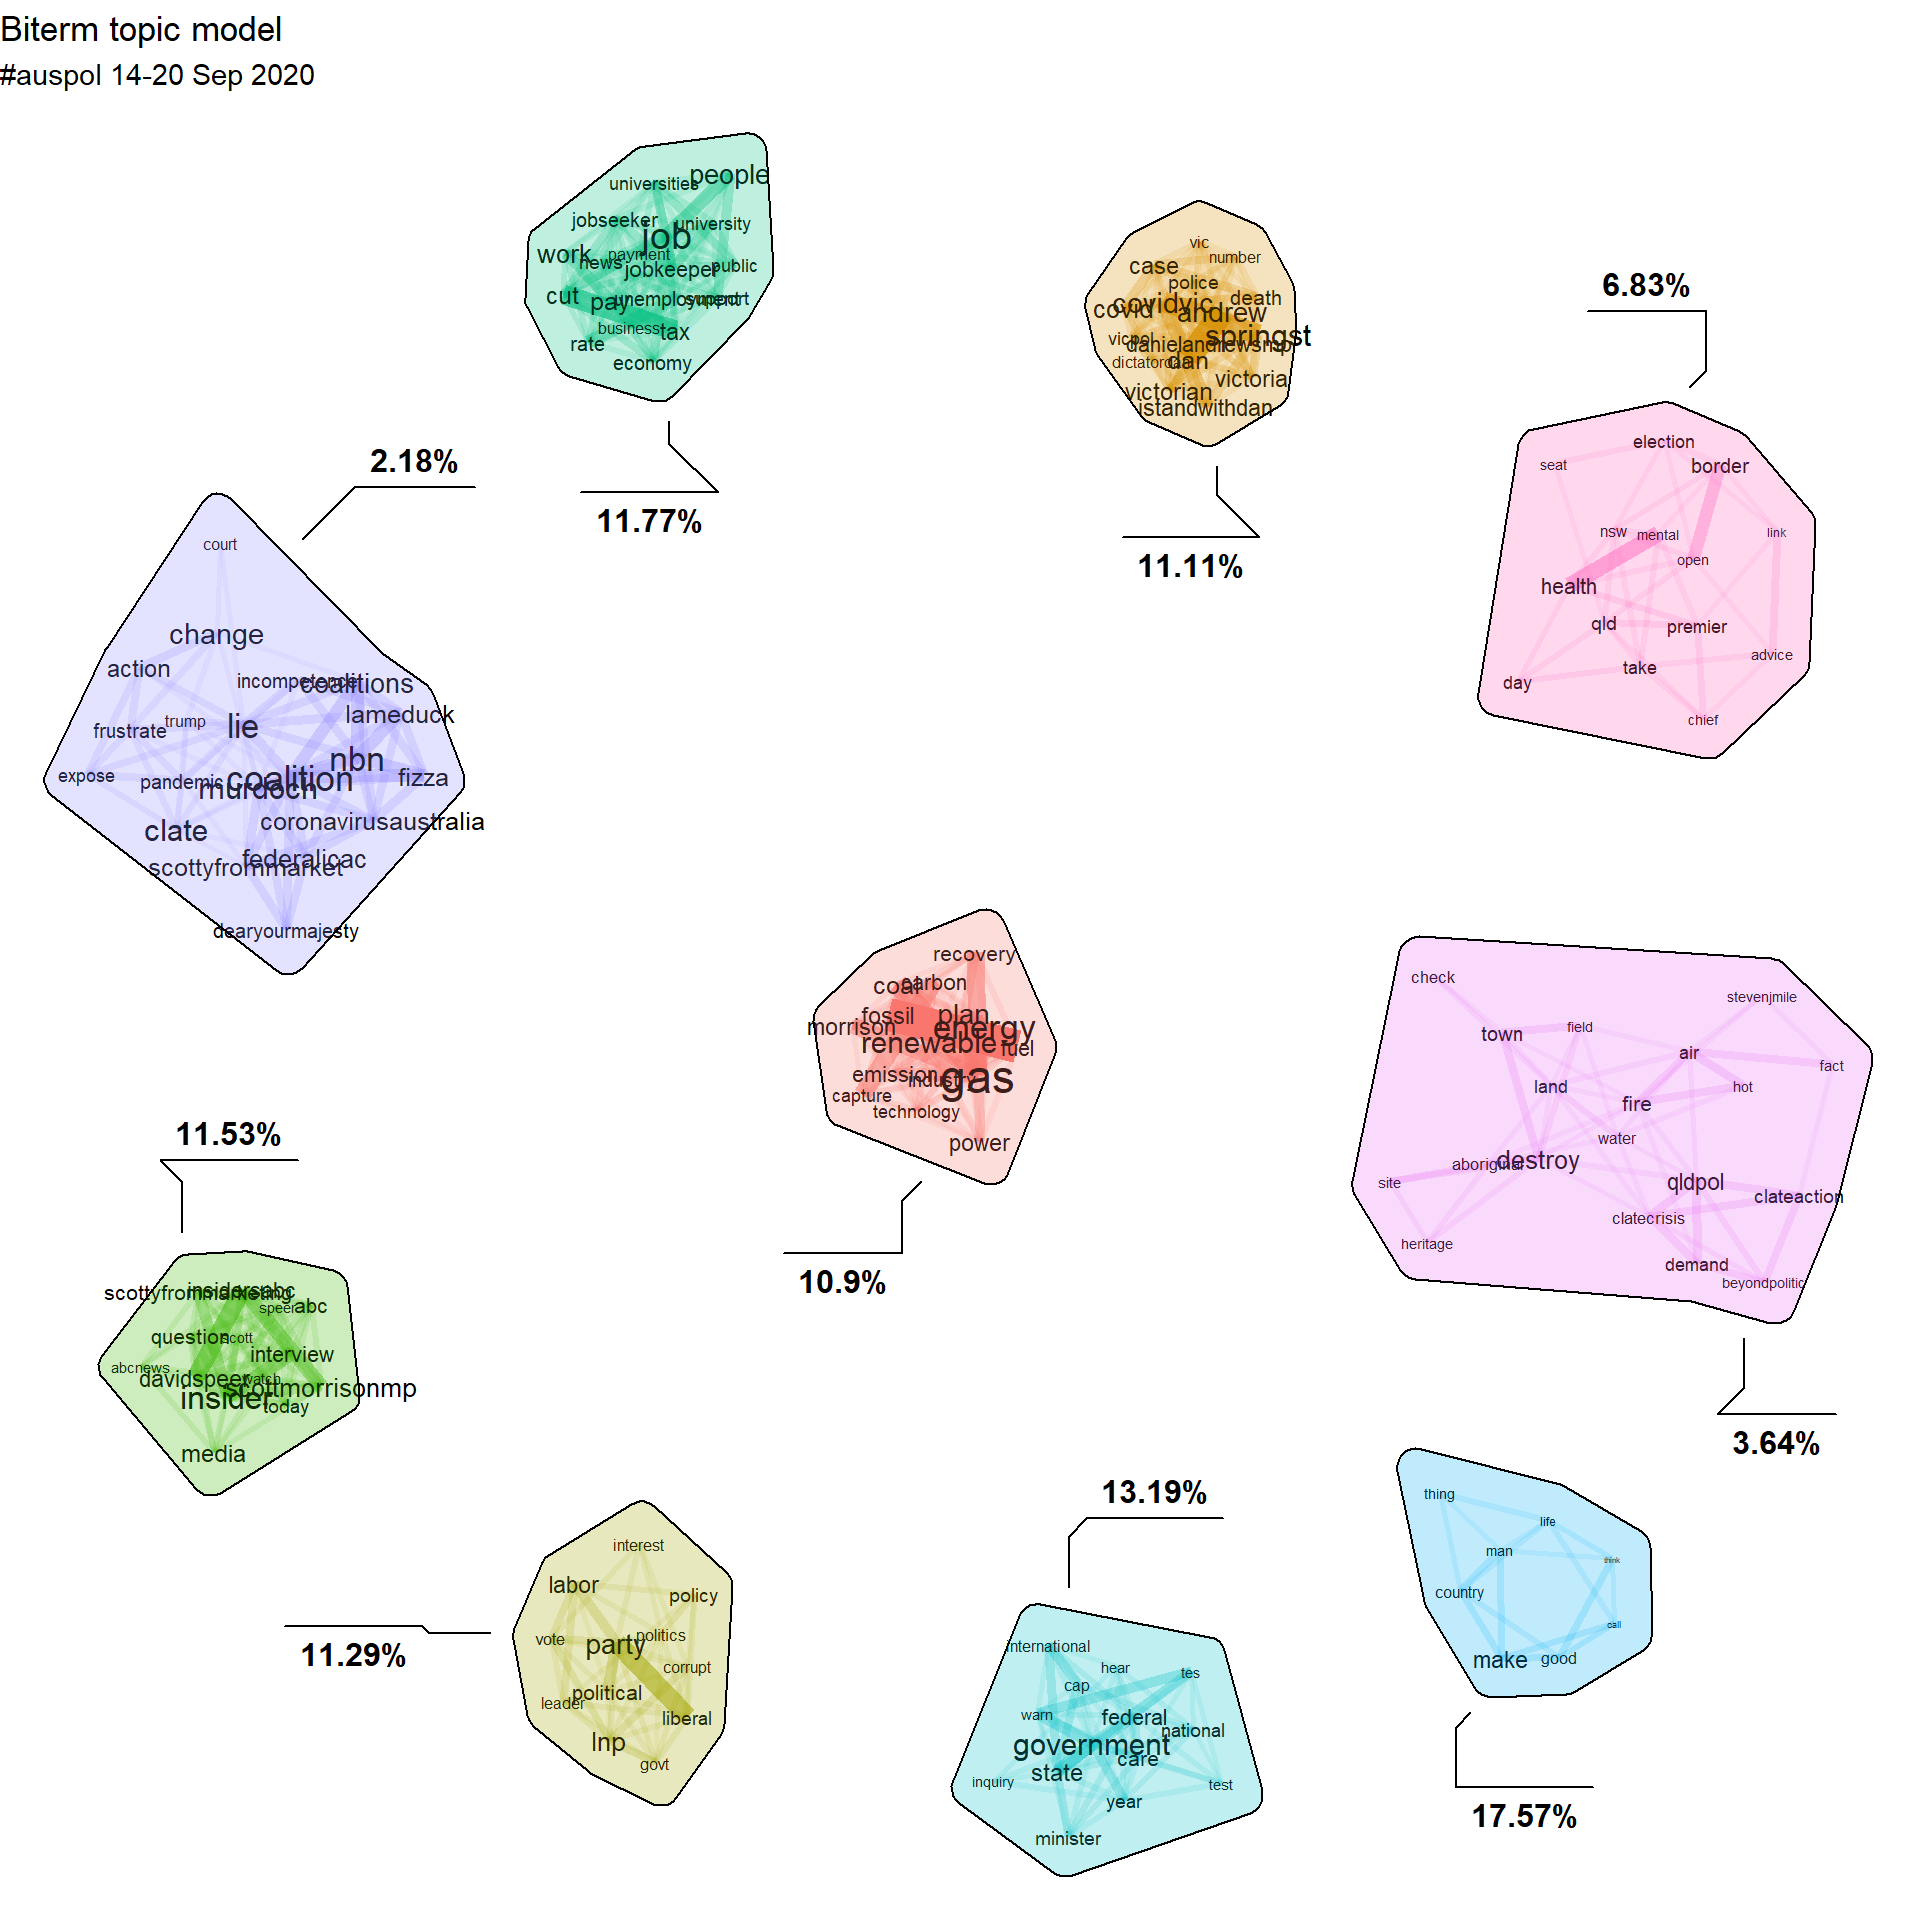 Biterm topic model
#auspol 14-20 Sep 2020
people
universities
jobseeker
university
job
work
payment
news
jobkeeper
public
cut
pay
unemployment
support
business
tax
rate
economy
11.77%
vic
number
case
police
covidvic
death
covid
andrew
springst
vicpol
danielandrewsmp
dictatordan
dan
victoria
victorian
istandwithdan
11.11%
6.83%
election
seat
border
nsw
mental
link
open
health
qld
premier
advice
take
day
chief
2.18%
court
change
action
incompetence
coalitions
lameduck
trump
lie
frustrate
nbn
expose
pandemic
coalition
fizza
murdoch
clate
coronavirusaustralia
federalicac
scottyfrommarket
dearyourmajesty
recovery
coal
carbon
fossil
plan
morrison
energy
renewable
fuel
emission
industry
gas
capture
technology
power
10.9%
check
stevenjmile
town
field
air
fact
land
hot
fire
water
aboriginal
destroy
site
qldpol
clateaction
clatecrisis
heritage
demand
beyondpolitic
3.64%
11.53%
scottyfrommarketing
insidersabc
speer
abc
question
scott
interview
abcnews
davidspeer
watch
scottmorrisonmp
insider
today
media
interest
labor
policy
vote
party
politics
corrupt
political
leader
liberal
lnp
govt
11.29%
13.19%
international
hear
tes
cap
warn
federal
national
government
care
state
inquiry
test
year
minister
thing
life
man
think
country
call
make
good
17.57%